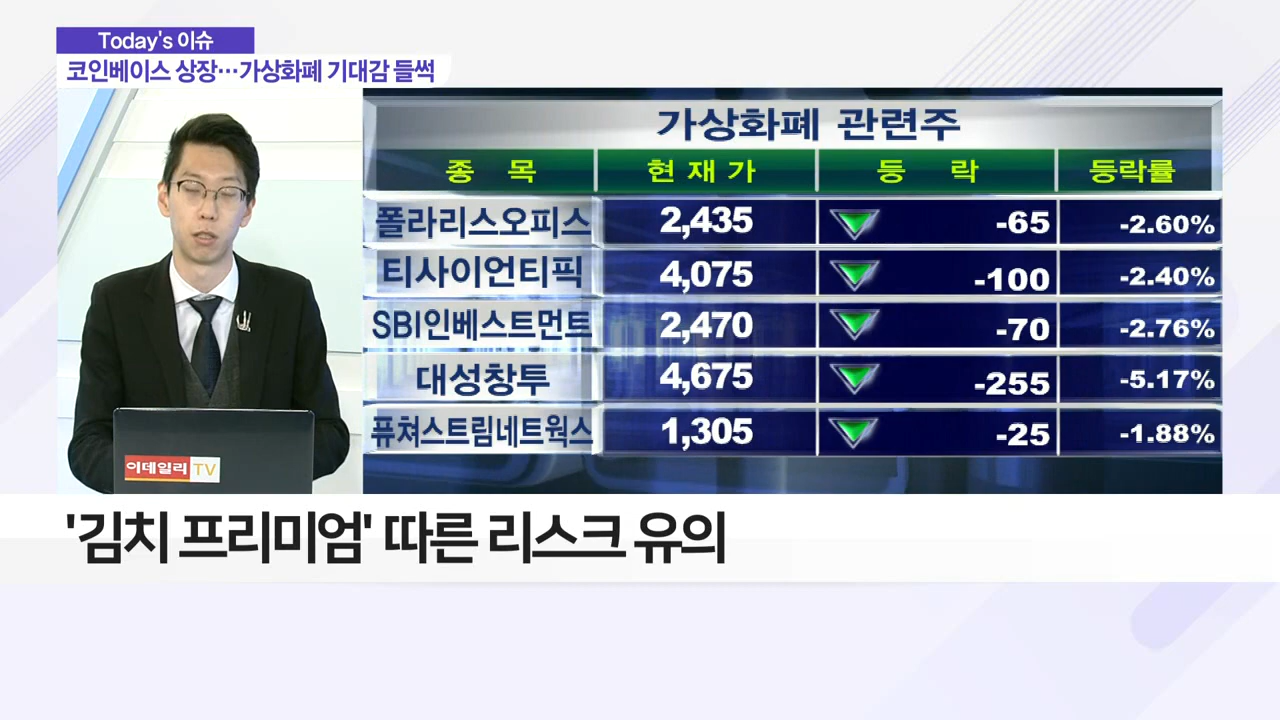 Today's 이슈
코인베이스 상장…가상화폐 기대감 들썩
가상화폐 관련주
종 목 현재가 등 락 등락률
폴라리스오피스 2,435 -65 -2.60%
티사이언티픽 4,075 -100 -2.40%
SBI인베스트먼트 2,470 -70 -2.76%
대성창투 4,675 -255 -5.17%
퓨쳐스트림네트웍스 1,305 -25 -1.88%
이데일리 TV
'김치 프리미엄' 따른 리스크 유의